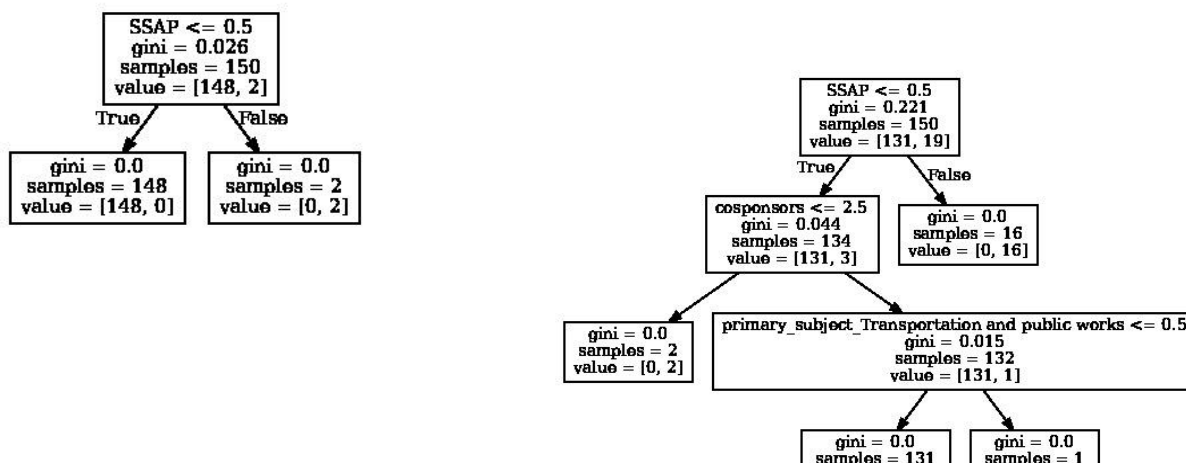 SSAP <= 0.5
gini = 0.026
samples = 150
value = [148, 2]
True
False
gini = 0.0
samples = 148
value = [148, 0]
gini = 0.0
samples = 2
value = [0, 2]
SSAP <= 0.5
gini = 0.221
samples = 150
value = [131, 19]
True
False
cosponsors <= 2.5
gini = 0.044
samples = 134
value = [131, 3]
gini = 0.0
samples = 16
value = [0, 16]
gini = 0.0
samples = 2
value = [0, 2]
primary_subject_Transportation and public works <= 0.5
gini = 0.015
samples = 132
value = [131, 1]
gini = 0.0
samples = 131
gini = 0.0
samples = 1